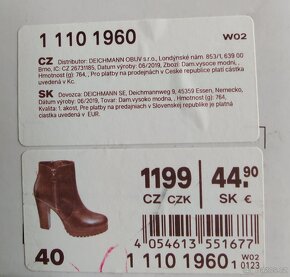 1 110 1960 W02
CZ Distributor: DEICHMANN OBUV s.r.o., Londýnské nám. 853/1, 639 00
Brno, IČ: CZ 26731185, Datum výroby: 06/2019, Zboží: Dam.vysoce modní, ,
Hmotnost (g): 764, , Pro platby na prodejnách v České republice platí částka
uvedená v Kč.
SK Dovozca: DEICHMANN SE, Deichmannweg 9, 45359 Essen, Nemecko,
Datum výroby: 06/2019, Tovar: Dam.vysoko modna, , Hmotnosť (g): 764,
Kvalita: 1. akost, Pre platby na predajniach v Slovenskej republike je platná
čiastka uvedená v EUR.
1199 44.90
CZ CZK SK €
4 054613 551677
40 1 110 1960 1 W02
0123